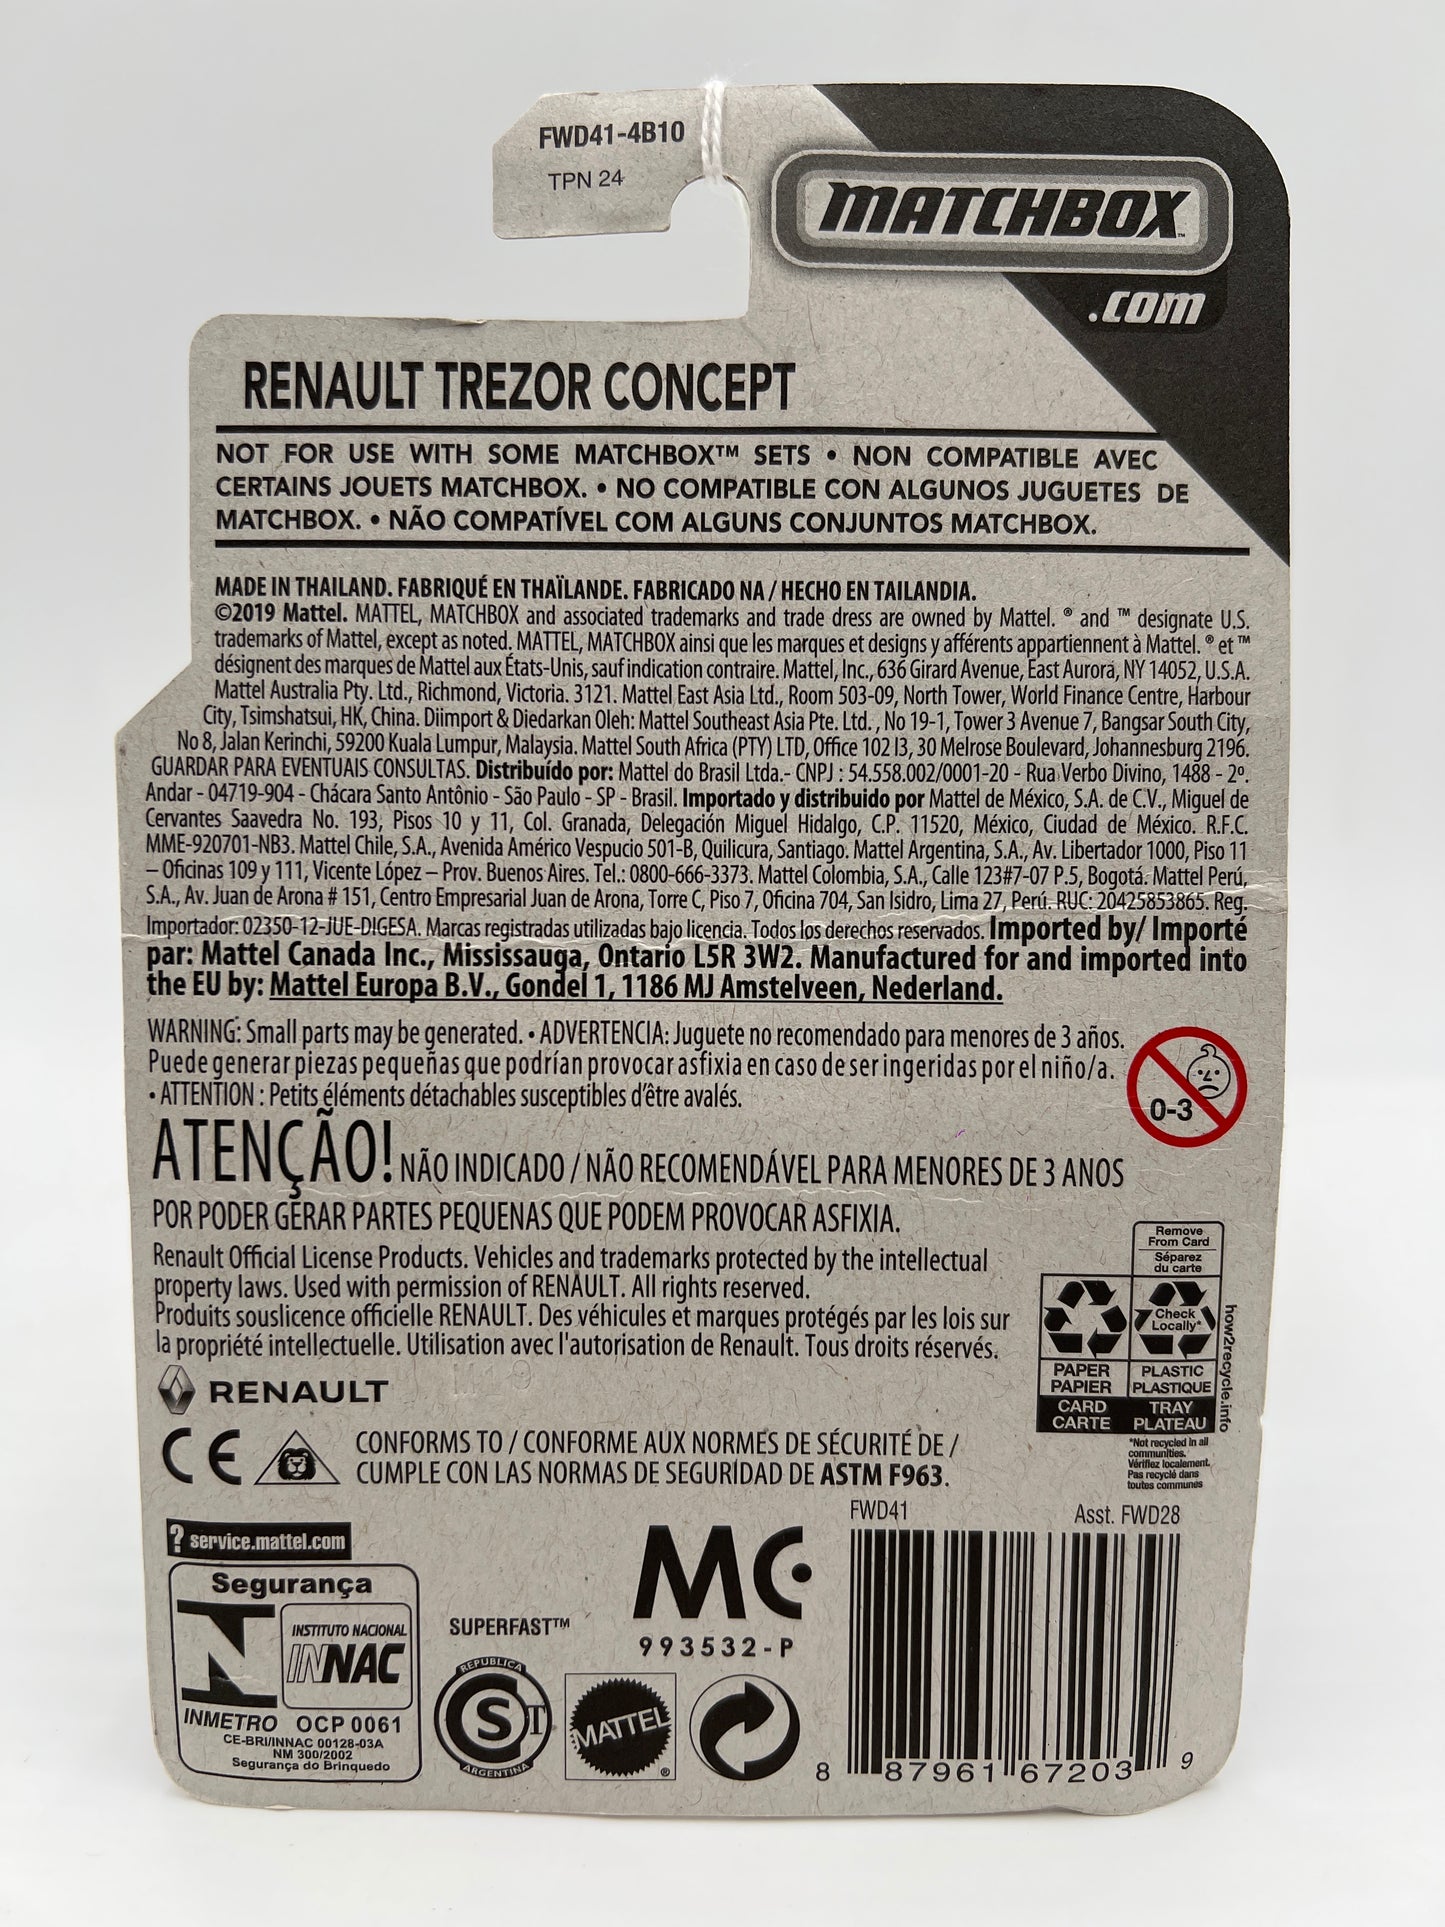 FWD41-4B10
TPN 24
MATCHBOX™
.com
RENAULT TREZOR CONCEPT
NOT FOR USE WITH SOME MATCHBOX™ SETS • NON COMPATIBLE AVEC
CERTAINS JOUETS MATCHBOX. • NO COMPATIBLE CON ALGUNOS JUGUETES DE
MATCHBOX. • NÃO COMPATÍVEL COM ALGUNS CONJUNTOS MATCHBOX.
MADE IN THAILAND. FABRIQUÉ EN THAÏLANDE. FABRICADO NA / HECHO EN TAILANDIA.
©2019 Mattel. MATTEL, MATCHBOX and associated trademarks and trade dress are owned by Mattel. ® and ™ designate U.S.
trademarks of Mattel, except as noted. MATTEL, MATCHBOX ainsi que les marques et designs y afférents appartiennent à Mattel. ® et ™
désignent des marques de Mattel aux États-Unis, sauf indication contraire. Mattel, Inc., 636 Girard Avenue, East Aurora, NY 14052, U.S.A.
Mattel Australia Pty. Ltd., Richmond, Victoria. 3121. Mattel East Asia Ltd., Room 503-09, North Tower, World Finance Centre, Harbour
City, Tsimshatsui, HK, China. Diimport & Diedarkan Oleh: Mattel Southeast Asia Pte. Ltd. , No 19-1, Tower 3 Avenue 7, Bangsar South City,
No 8, Jalan Kerinchi, 59200 Kuala Lumpur, Malaysia. Mattel South Africa (PTY) LTD, Office 102 I3, 30 Melrose Boulevard, Johannesburg 2196.
GUARDAR PARA EVENTUAIS CONSULTAS. Distribuído por: Mattel do Brasil Ltda.- CNPJ : 54.558.002/0001-20 - Rua Verbo Divino, 1488 - 2º.
Andar - 04719-904 - Chácara Santo Antônio - São Paulo - SP - Brasil. Importado y distribuido por Mattel de México, S.A. de C.V., Miguel de
Cervantes Saavedra No. 193, Pisos 10 y 11, Col. Granada, Delegación Miguel Hidalgo, C.P. 11520, México, Ciudad de México. R.F.C.
MME-920701-NB3. Mattel Chile, S.A., Avenida Américo Vespucio 501-B, Quilicura, Santiago. Mattel Argentina, S.A., Av. Libertador 1000, Piso 11
– Oficinas 109 y 111, Vicente López – Prov. Buenos Aires. Tel.: 0800-666-3373. Mattel Colombia, S.A., Calle 123#7-07 P.5, Bogotá. Mattel Perú,
S.A., Av. Juan de Arona # 151, Centro Empresarial Juan de Arona, Torre C, Piso 7, Oficina 704, San Isidro, Lima 27, Perú. RUC: 20425853865. Reg.
Importador: 02350-12-JUE-DIGESA. Marcas registradas utilizadas bajo licencia. Todos los derechos reservados. Imported by/ Importé
par: Mattel Canada Inc., Mississauga, Ontario L5R 3W2. Manufactured for and imported into
the EU by: Mattel Europa B.V., Gondel 1, 1186 MJ Amstelveen, Nederland.
WARNING: Small parts may be generated. • ADVERTENCIA: Juguete no recomendado para menores de 3 años.
Puede generar piezas pequeñas que podrían provocar asfixia en caso de ser ingeridas por el niño/a.
• ATTENTION : Petits éléments détachables susceptibles d'être avalés.
0-3
ATENÇÃO! NÃO INDICADO / NÃO RECOMENDÁVEL PARA MENORES DE 3 ANOS
POR PODER GERAR PARTES PEQUENAS QUE PODEM PROVOCAR ASFIXIA.
Renault Official License Products. Vehicles and trademarks protected by the intellectual
property laws. Used with permission of RENAULT. All rights reserved.
Produits souslicence officielle RENAULT. Des véhicules et marques protégés par les lois sur
la propriété intellectuelle. Utilisation avec l'autorisation de Renault. Tous droits réservés.
RENAULT
Remove
From Card
Séparez
du carte
Check
Locally*
PAPER
PAPIER
CARD
CARTE
PLASTIC
PLASTIQUE
TRAY
PLATEAU
how2recycle.info
*Not recycled in all
communities.
Vérifiez localement.
Pas recyclé dans
toutes communes
CE
CONFORMS TO / CONFORME AUX NORMES DE SÉCURITÉ DE /
CUMPLE CON LAS NORMAS DE SEGURIDAD DE ASTM F963.
FWD41
Asst. FWD28
? service.mattel.com
Segurança
INSTITUTO NACIONAL
INNAC
INMETRO OCP 0061
CE-BRI/INNAC 00128-03A
NM 300/2002
Segurança do Brinquedo
SUPERFAST™
MC
993532-P
REPUBLICA
S T
ARGENTINA
MATTEL®
8 87961 67203 9